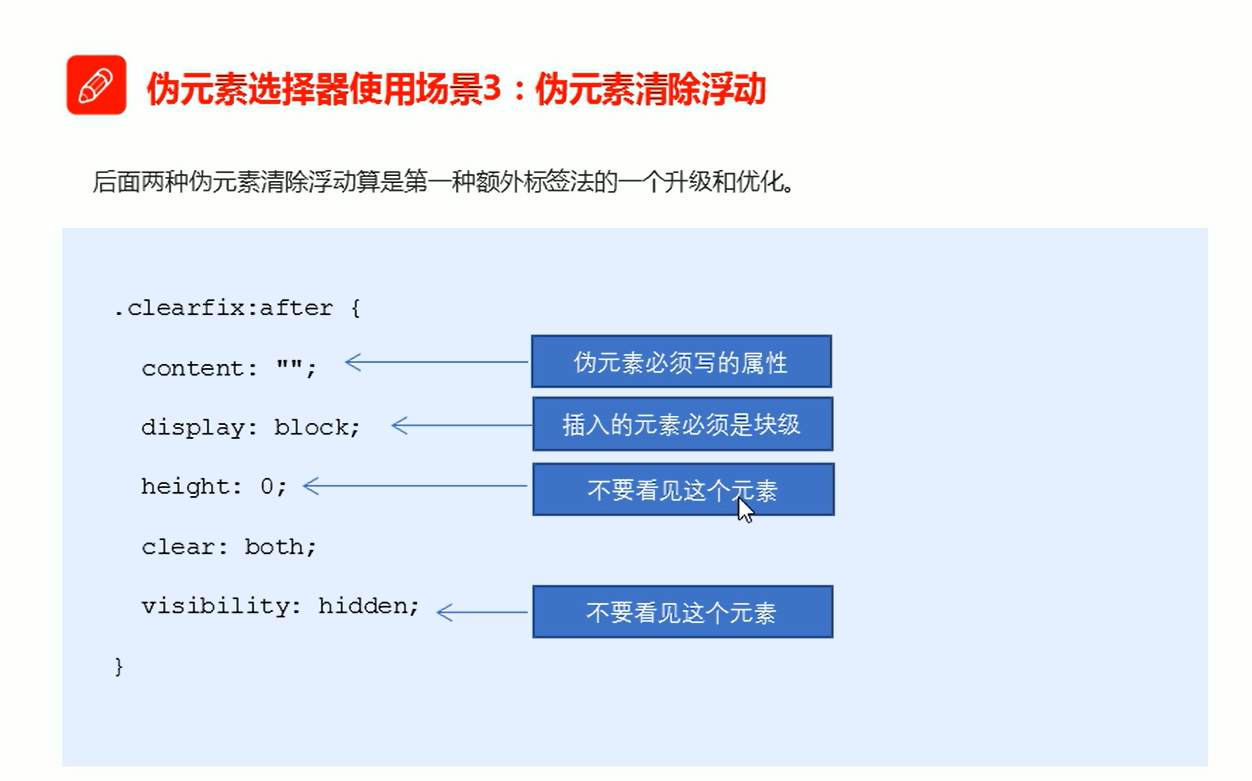 伪元素选择器使用场景3：伪元素清除浮动
后面两种伪元素清除浮动算是第一种额外标签法的一个升级和优化。
.clearfix:after {
content: "";
伪元素必须写的属性
display: block;
插入的元素必须是块级
height: 0;
不要看见这个元素
clear: both;
visibility: hidden;
不要看见这个元素
}